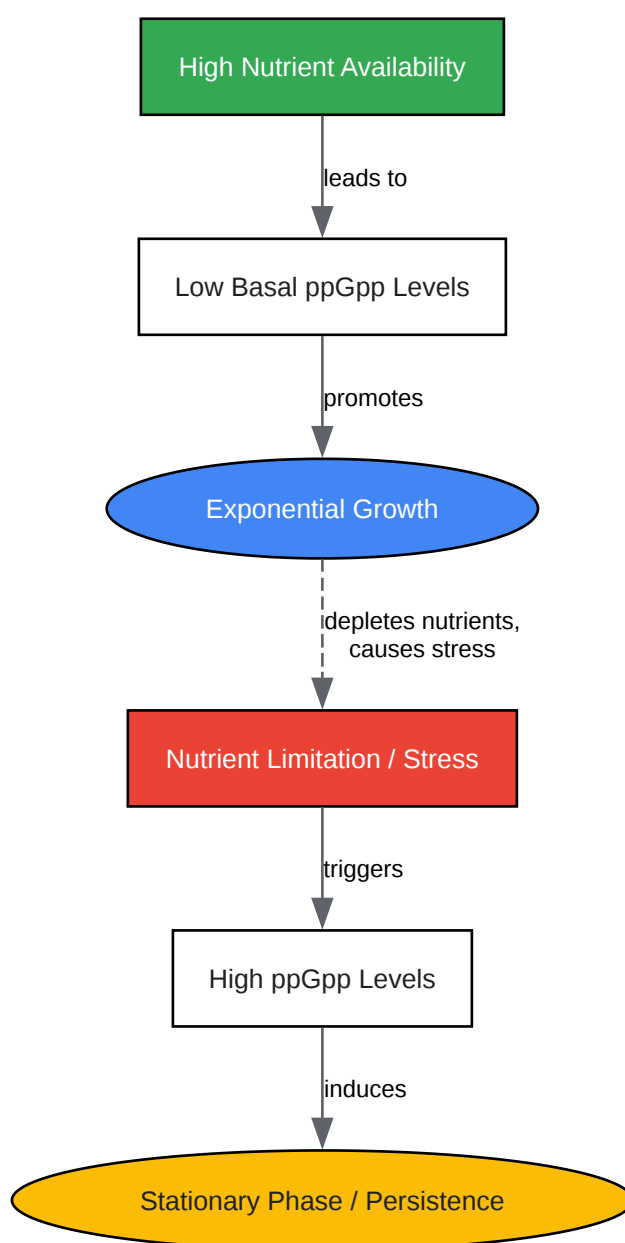 High Nutrient Availability
leads to
Low Basal ppGpp Levels
promotes
Exponential Growth
depletes nutrients,
causes stress
Nutrient Limitation / Stress
triggers
High ppGpp Levels
induces
Stationary Phase / Persistence